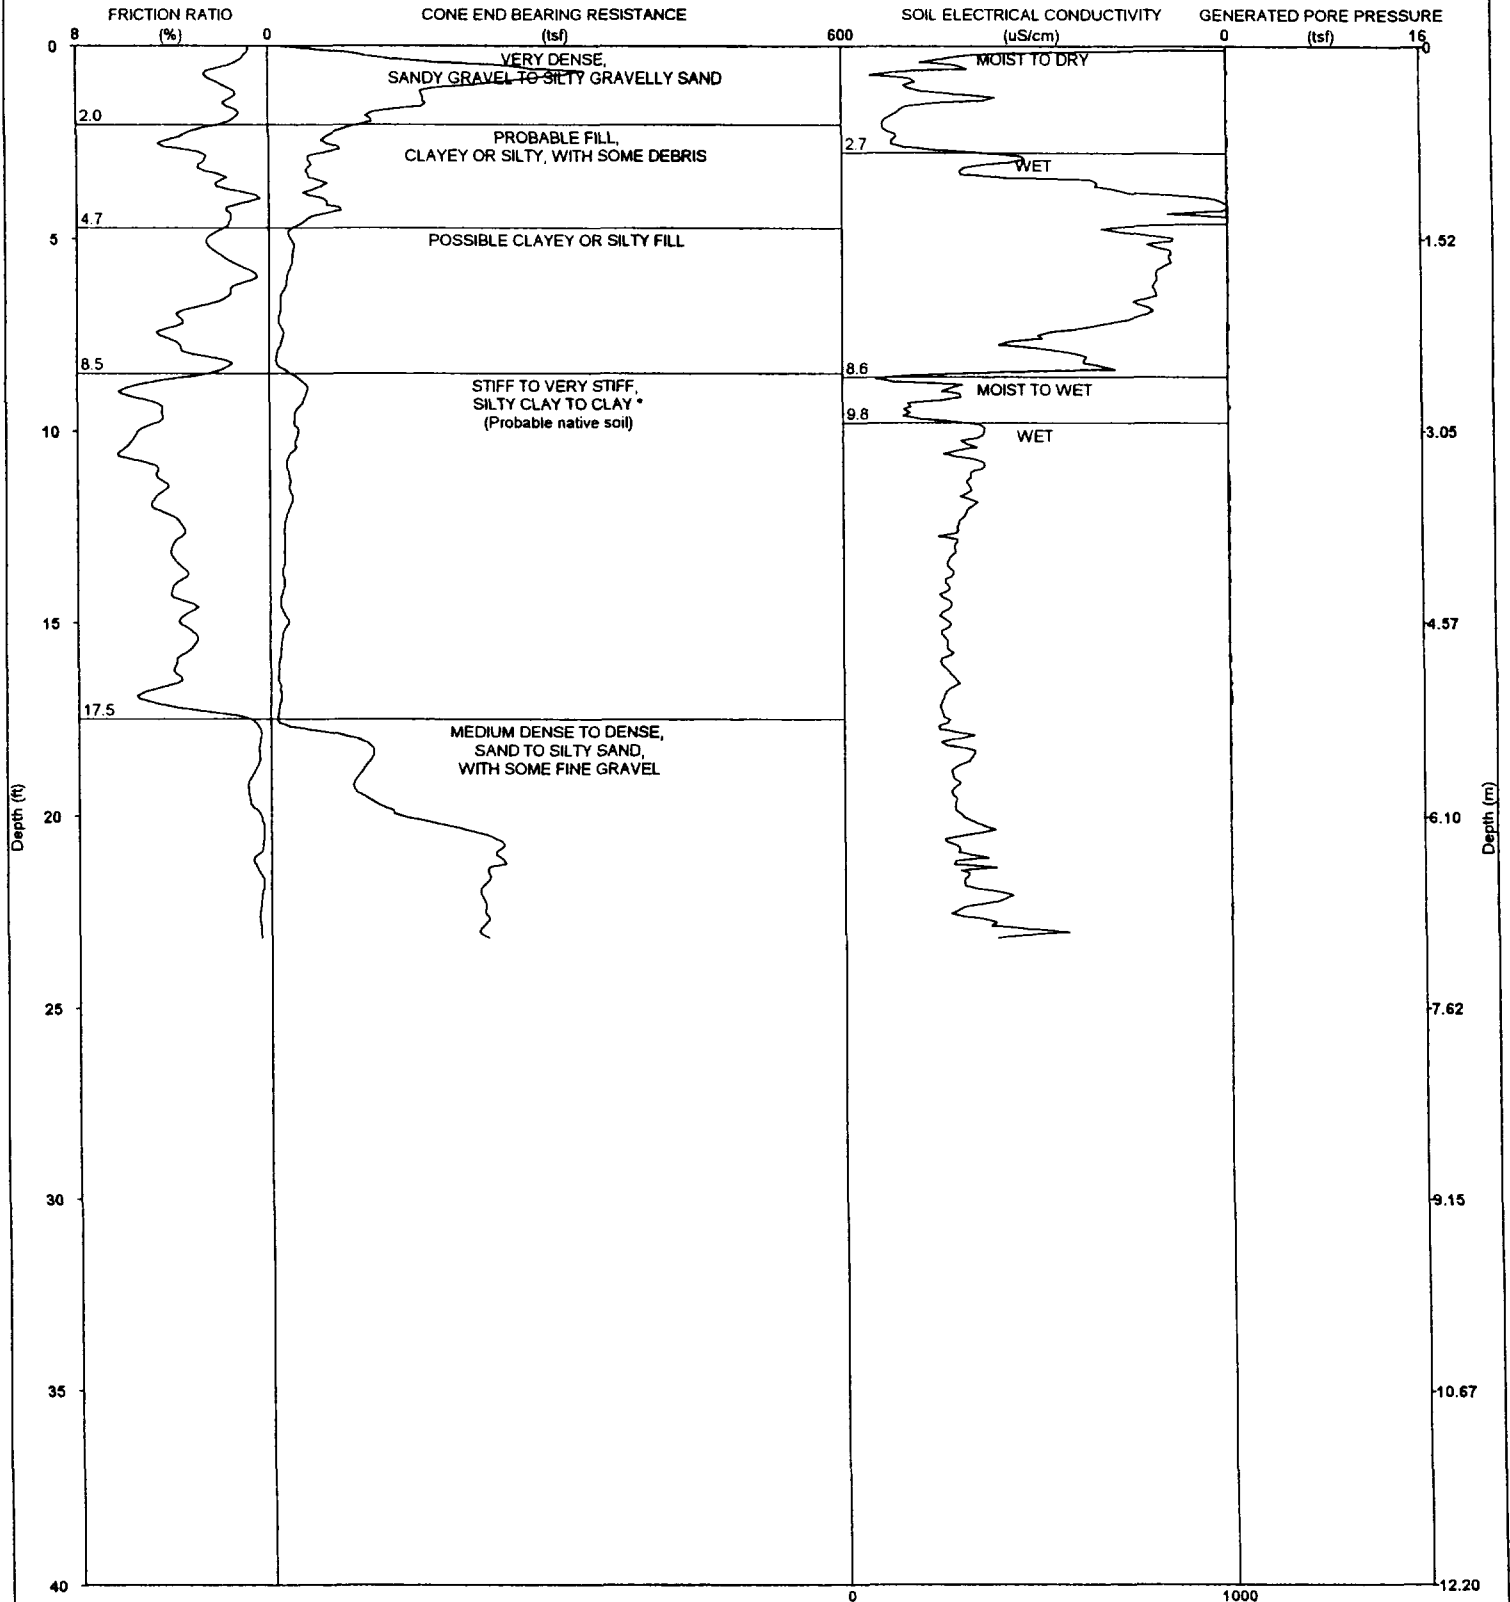 FRICTION RATIO
(%)
CONE END BEARING RESISTANCE
(tsf)
SOIL ELECTRICAL CONDUCTIVITY
(uS/cm)
GENERATED PORE PRESSURE
(tsf)
8
0
600
0
16
0
0
VERY DENSE,
SANDY GRAVEL TO SILTY GRAVELLY SAND
MOIST TO DRY
2.0
PROBABLE FILL,
CLAYEY OR SILTY, WITH SOME DEBRIS
2.7
WET
4.7
POSSIBLE CLAYEY OR SILTY FILL
5
1.52
8.5
STIFF TO VERY STIFF,
SILTY CLAY TO CLAY *
(Probable native soil)
8.6
MOIST TO WET
9.8
WET
10
3.05
15
4.57
17.5
MEDIUM DENSE TO DENSE,
SAND TO SILTY SAND,
WITH SOME FINE GRAVEL
Depth (ft)
Depth (m)
20
6.10
25
7.62
30
9.15
35
10.67
40
12.20
0
1000